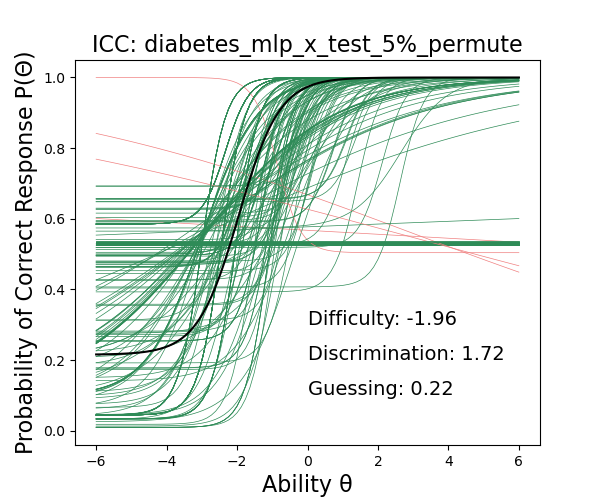 ICC: diabetes_mlp_x_test_5%_permute
Probability of Correct Response P(Θ)
1.0
0.8
0.6
0.4
0.2
0.0
Difficulty: -1.96
Discrimination: 1.72
Guessing: 0.22
−6 −4 −2 0 2 4 6
Ability θ